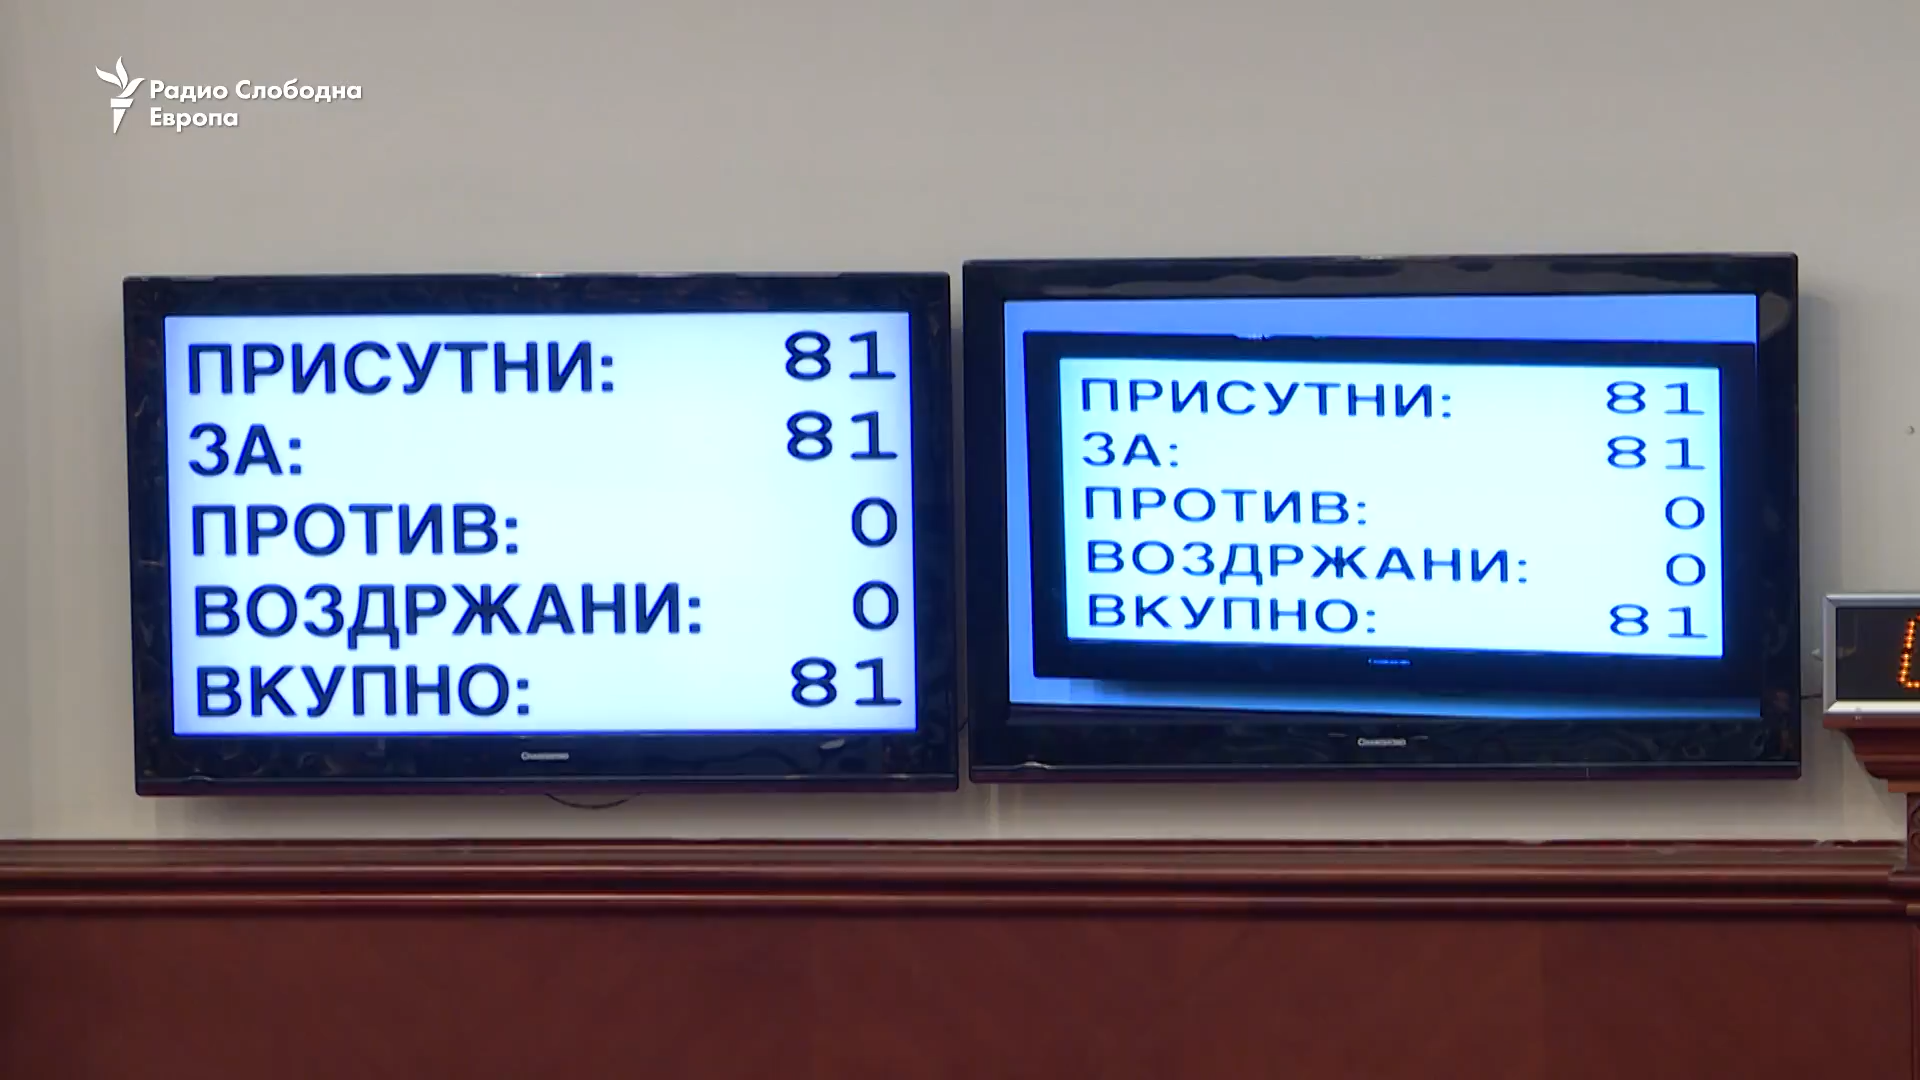 Радио Слободна
Европа
ПРИСУТНИ: 81
ЗА: 81
ПРОТИВ: 0
ВОЗДРЖАНИ: 0
ВКУПНО: 81
ПРИСУТНИ: 81
ЗА: 81
ПРОТИВ: 0
ВОЗДРЖАНИ: 0
ВКУПНО: 81